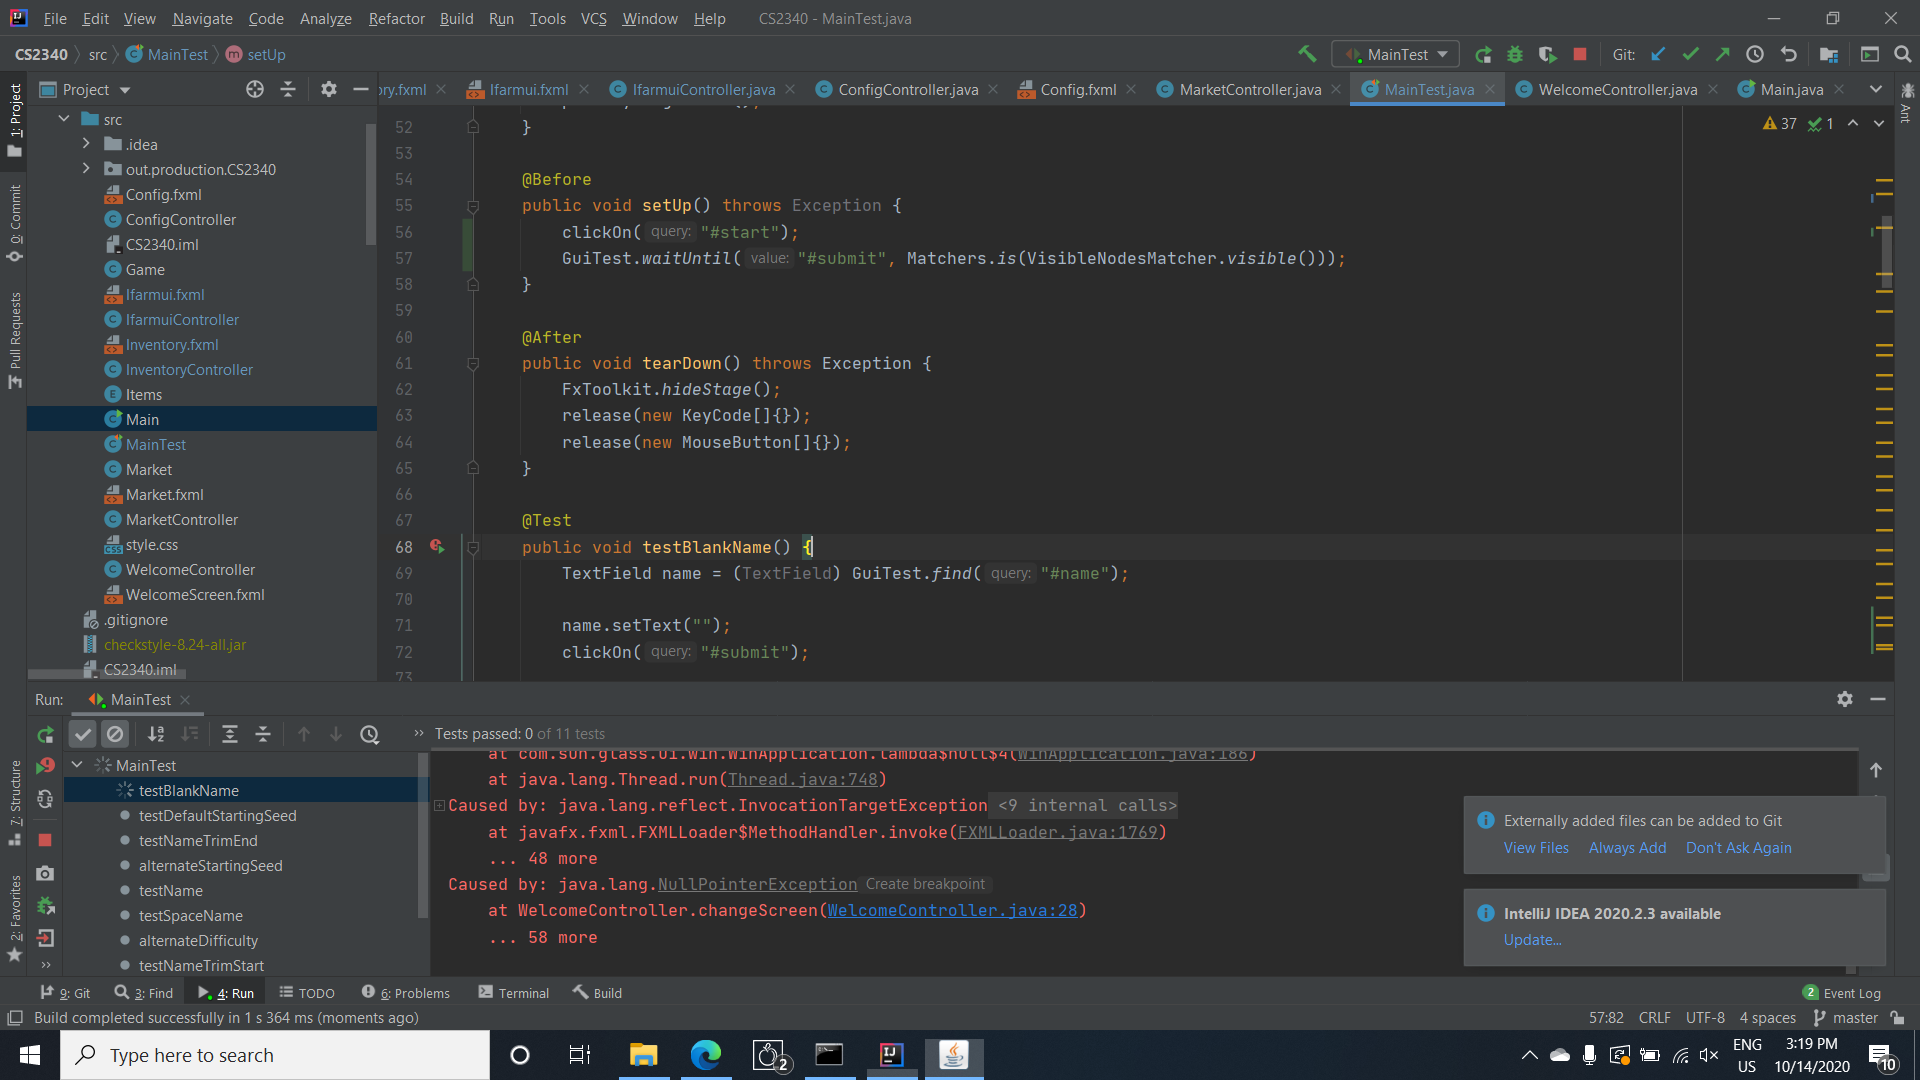 File Edit View Navigate Code Analyze Refactor Build Run Tools VCS Window Help CS2340 - MainTest.java
CS2340 src MainTest setUp MainTest Git:
Project ry.fxml Ifarmui.fxml IfarmuiController.java ConfigController.java Config.fxml MarketController.java MainTest.java WelcomeController.java Main.java
1: Project
0: Commit
Pull Requests
7: Structure
2: Favorites
Ant
src
.idea
out.production.CS2340
Config.fxml
ConfigController
CS2340.iml
Game
Ifarmui.fxml
IfarmuiController
Inventory.fxml
InventoryController
Items
Main
MainTest
Market
Market.fxml
MarketController
style.css
WelcomeController
WelcomeScreen.fxml
.gitignore
checkstyle-8.24-all.jar
CS2340.iml
37 1
52 }
53
54 @Before
55 public void setUp() throws Exception {
56 clickOn( query: "#start");
57 GuiTest.waitUntil( value: "#submit", Matchers.is(VisibleNodesMatcher.visible()));
58 }
59
60 @After
61 public void tearDown() throws Exception {
62 FxToolkit.hideStage();
63 release(new KeyCode[]{});
64 release(new MouseButton[]{});
65 }
66
67 @Test
68 public void testBlankName() {
69 TextField name = (TextField) GuiTest.find( query: "#name");
70
71 name.setText("");
72 clickOn( query: "#submit");
73
Run: MainTest
Tests passed: 0 of 11 tests
MainTest
testBlankName
testDefaultStartingSeed
testNameTrimEnd
alternateStartingSeed
testName
testSpaceName
alternateDifficulty
testNameTrimStart
at com.sun.glass.ui.win.WinApplication.lambda$null$4(WinApplication.java:186)
at java.lang.Thread.run(Thread.java:748)
Caused by: java.lang.reflect.InvocationTargetException <9 internal calls>
at javafx.fxml.FXMLLoader$MethodHandler.invoke(FXMLLoader.java:1769)
... 48 more
Caused by: java.lang.NullPointerException Create breakpoint
at WelcomeController.changeScreen(WelcomeController.java:28)
... 58 more
Externally added files can be added to Git
View Files Always Add Don't Ask Again
IntelliJ IDEA 2020.2.3 available
Update...
9: Git 3: Find 4: Run TODO 6: Problems Terminal Build 2 Event Log
Build completed successfully in 1 s 364 ms (moments ago) 57:82 CRLF UTF-8 4 spaces master
Type here to search
2
ENG
US
3:19 PM
10/14/2020
10